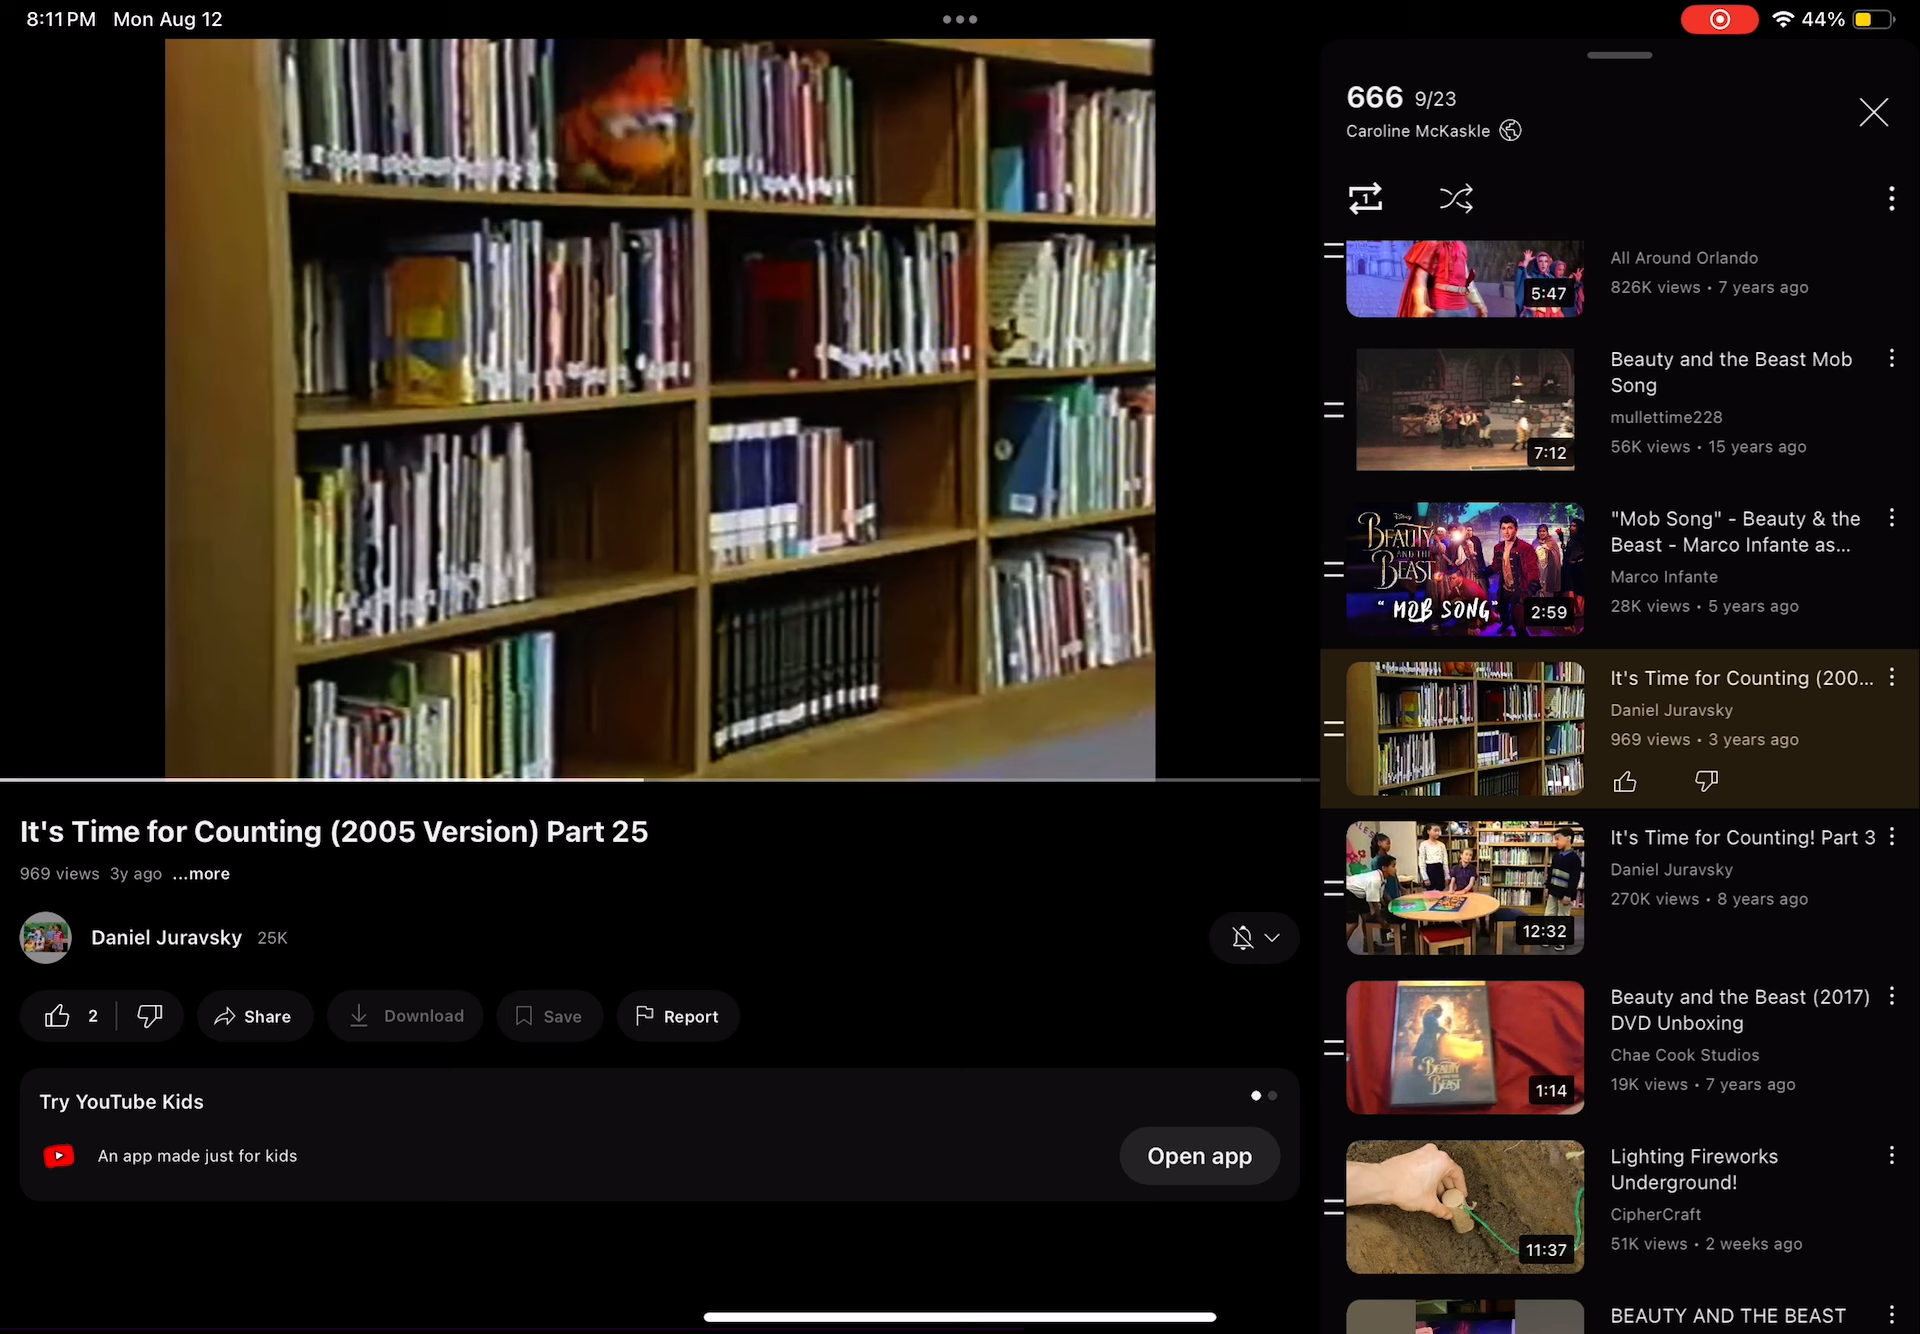 8:11 PM Mon Aug 12
44%
666 9/23
Caroline McKaskle
1
5:47
All Around Orlando
826K views • 7 years ago
7:12
Beauty and the Beast Mob
Song
mullettime228
56K views • 15 years ago
Disney
BEAUTY
AND THE
BEAST
"MOB SONG"
2:59
"Mob Song" - Beauty & the
Beast - Marco Infante as...
Marco Infante
28K views • 5 years ago
It's Time for Counting (200...
Daniel Juravsky
969 views • 3 years ago
12:32
It's Time for Counting! Part 3
Daniel Juravsky
270K views • 8 years ago
BEAUTY
AND THE
BEAST
1:14
Beauty and the Beast (2017)
DVD Unboxing
Chae Cook Studios
19K views • 7 years ago
11:37
Lighting Fireworks
Underground!
CipherCraft
51K views • 2 weeks ago
BEAUTY AND THE BEAST
It's Time for Counting (2005 Version) Part 25
969 views 3y ago ...more
Daniel Juravsky 25K
2
Share
Download
Save
Report
Try YouTube Kids
An app made just for kids
Open app